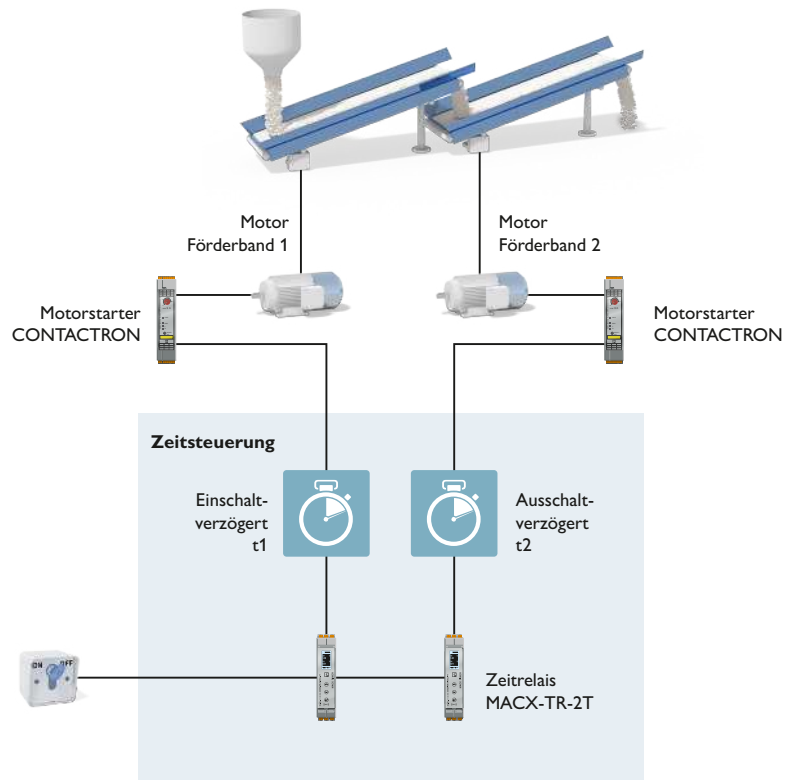 Motor
Förderband 1
Motor
Förderband 2
Motorstarter
CONTACTRON
Motorstarter
CONTACTRON
Zeitsteuerung
Einschalt-
verzögert
t1
Ausschalt-
verzögert
t2
ON OFF
Zeitrelais
MACX-TR-2T